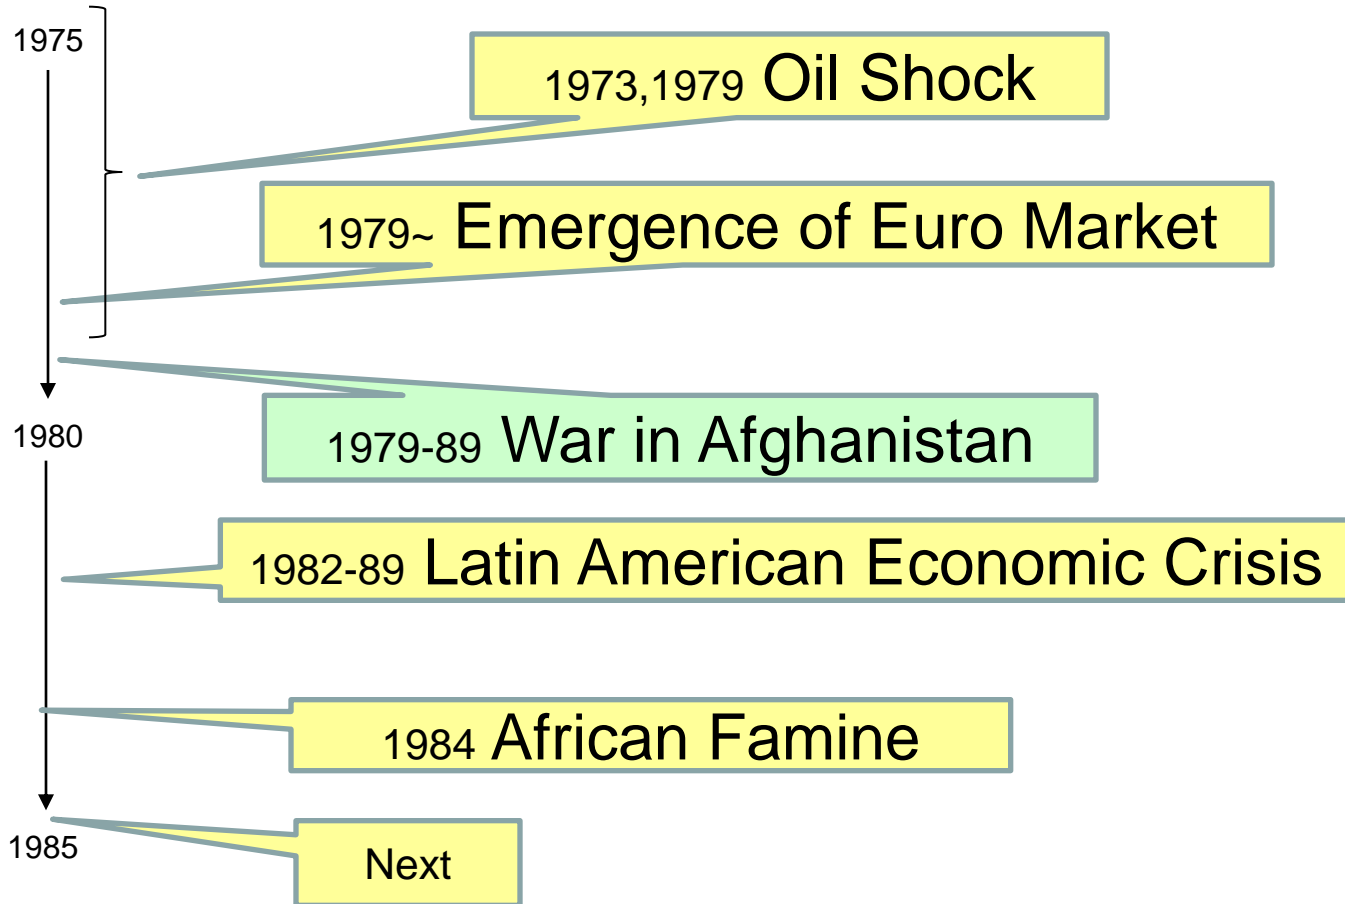 1975
1973,1979 Oil Shock
1979~ Emergence of Euro Market
1980
1979-89 War in Afghanistan
1982-89 Latin American Economic Crisis
1984 African Famine
1985
Next